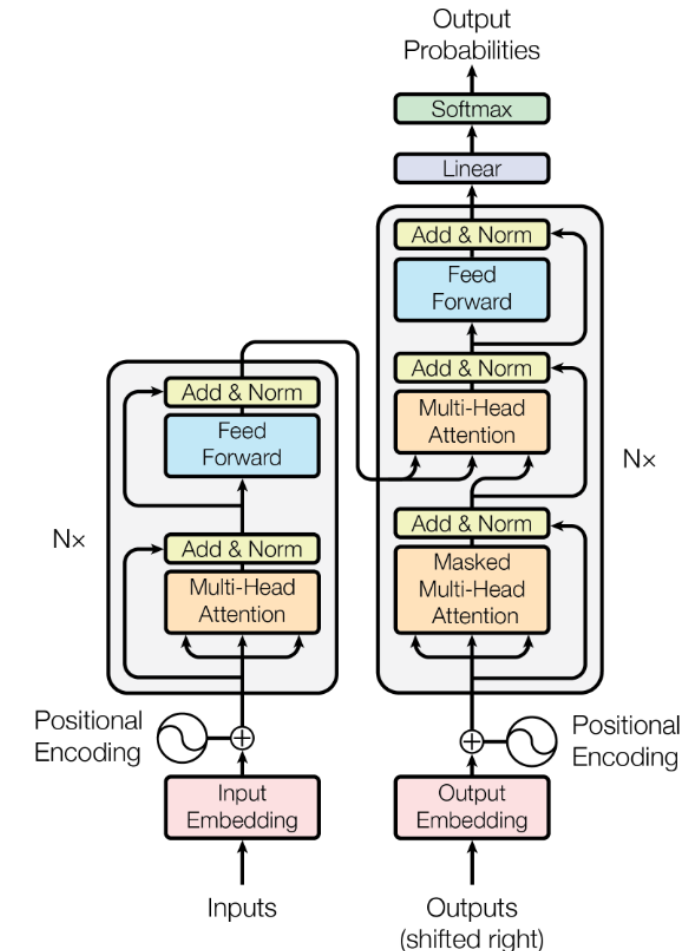 Output
Probabilities
Softmax
Linear
Add & Norm
Feed
Forward
Add & Norm
Multi-Head
Attention
Nx
Add & Norm
Masked
Multi-Head
Attention
Add & Norm
Feed
Forward
Nx
Add & Norm
Multi-Head
Attention
Positional
Encoding
Positional
Encoding
Input
Embedding
Output
Embedding
Inputs
Outputs
(shifted right)